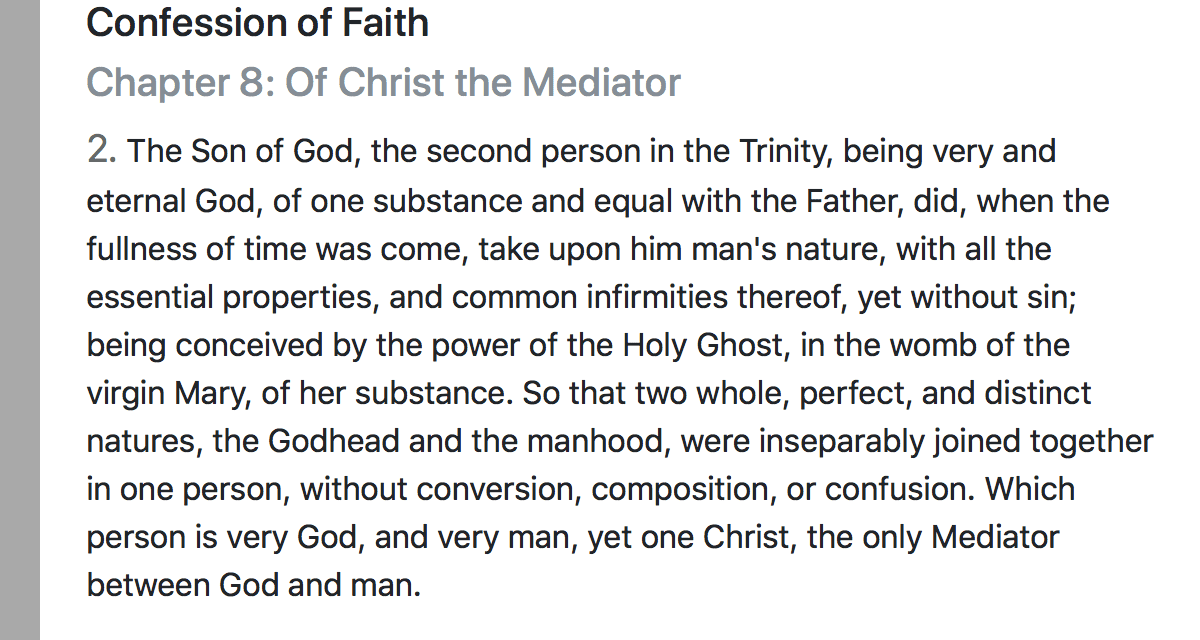 Confession of Faith
Chapter 8: Of Christ the Mediator
2. The Son of God, the second person in the Trinity, being very and
eternal God, of one substance and equal with the Father, did, when the
fullness of time was come, take upon him man's nature, with all the
essential properties, and common infirmities thereof, yet without sin;
being conceived by the power of the Holy Ghost, in the womb of the
virgin Mary, of her substance. So that two whole, perfect, and distinct
natures, the Godhead and the manhood, were inseparably joined together
in one person, without conversion, composition, or confusion. Which
person is very God, and very man, yet one Christ, the only Mediator
between God and man.